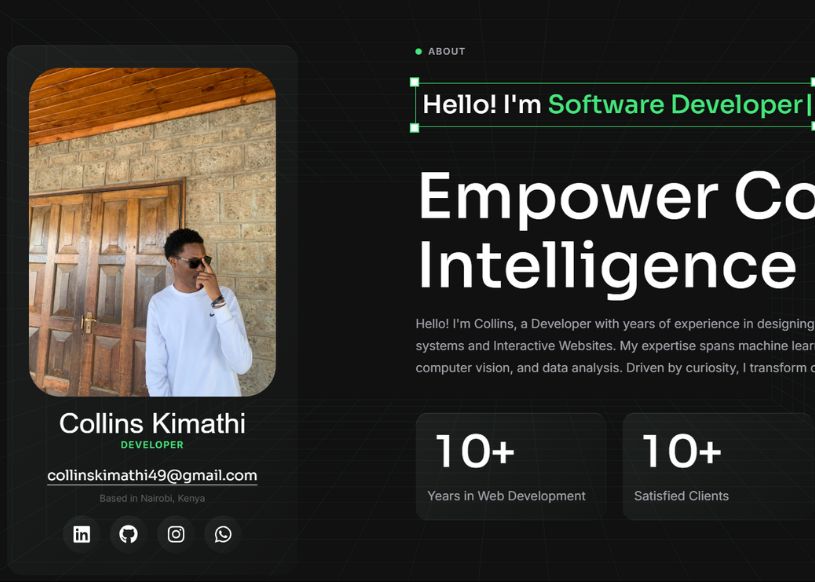 ABOUT
Hello! I'm Software Developer|
Empower Co
Intelligence
Hello! I'm Collins, a Developer with years of experience in designing
systems and Interactive Websites. My expertise spans machine lear
computer vision, and data analysis. Driven by curiosity, I transform
10+
Years in Web Development
10+
Satisfied Clients
Collins Kimathi
DEVELOPER
collinskimathi49@gmail.com
Based in Nairobi, Kenya
in